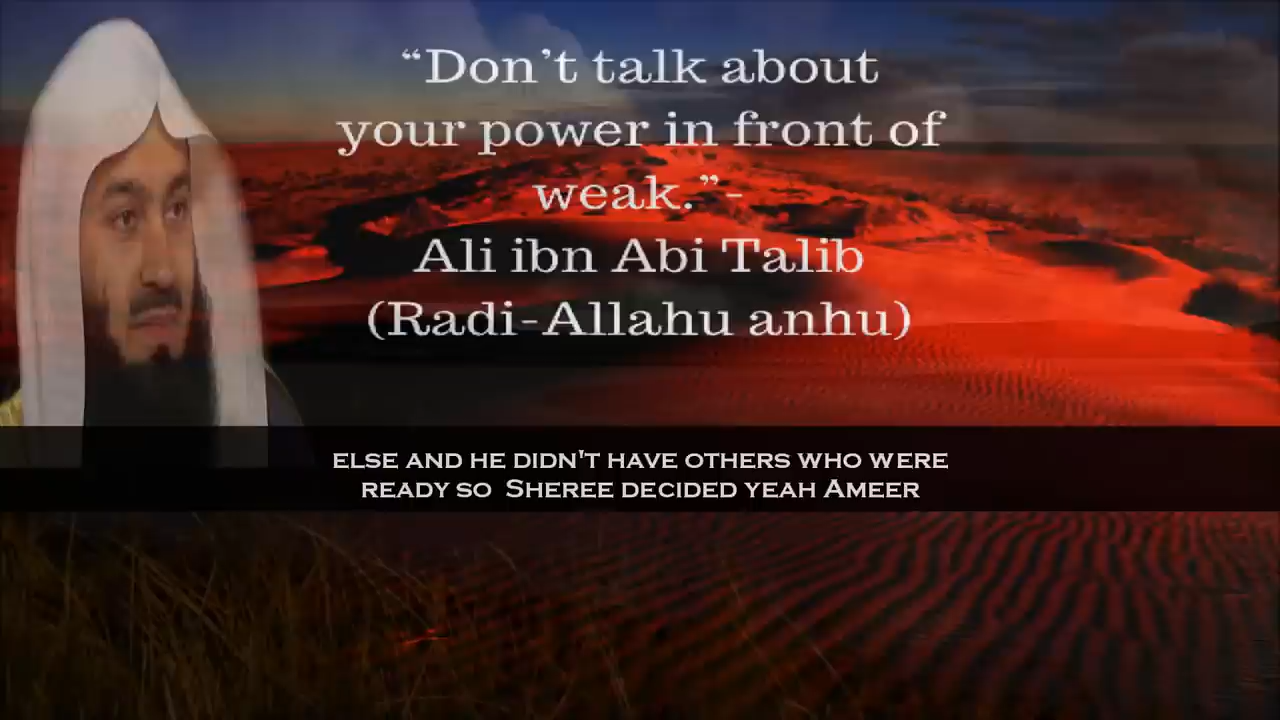 “Don’t talk about
your power in front of
weak.”-
Ali ibn Abi Talib
(Radi-Allahu anhu)
ELSE AND HE DIDN'T HAVE OTHERS WHO WERE
READY SO  SHEREE DECIDED YEAH AMEER